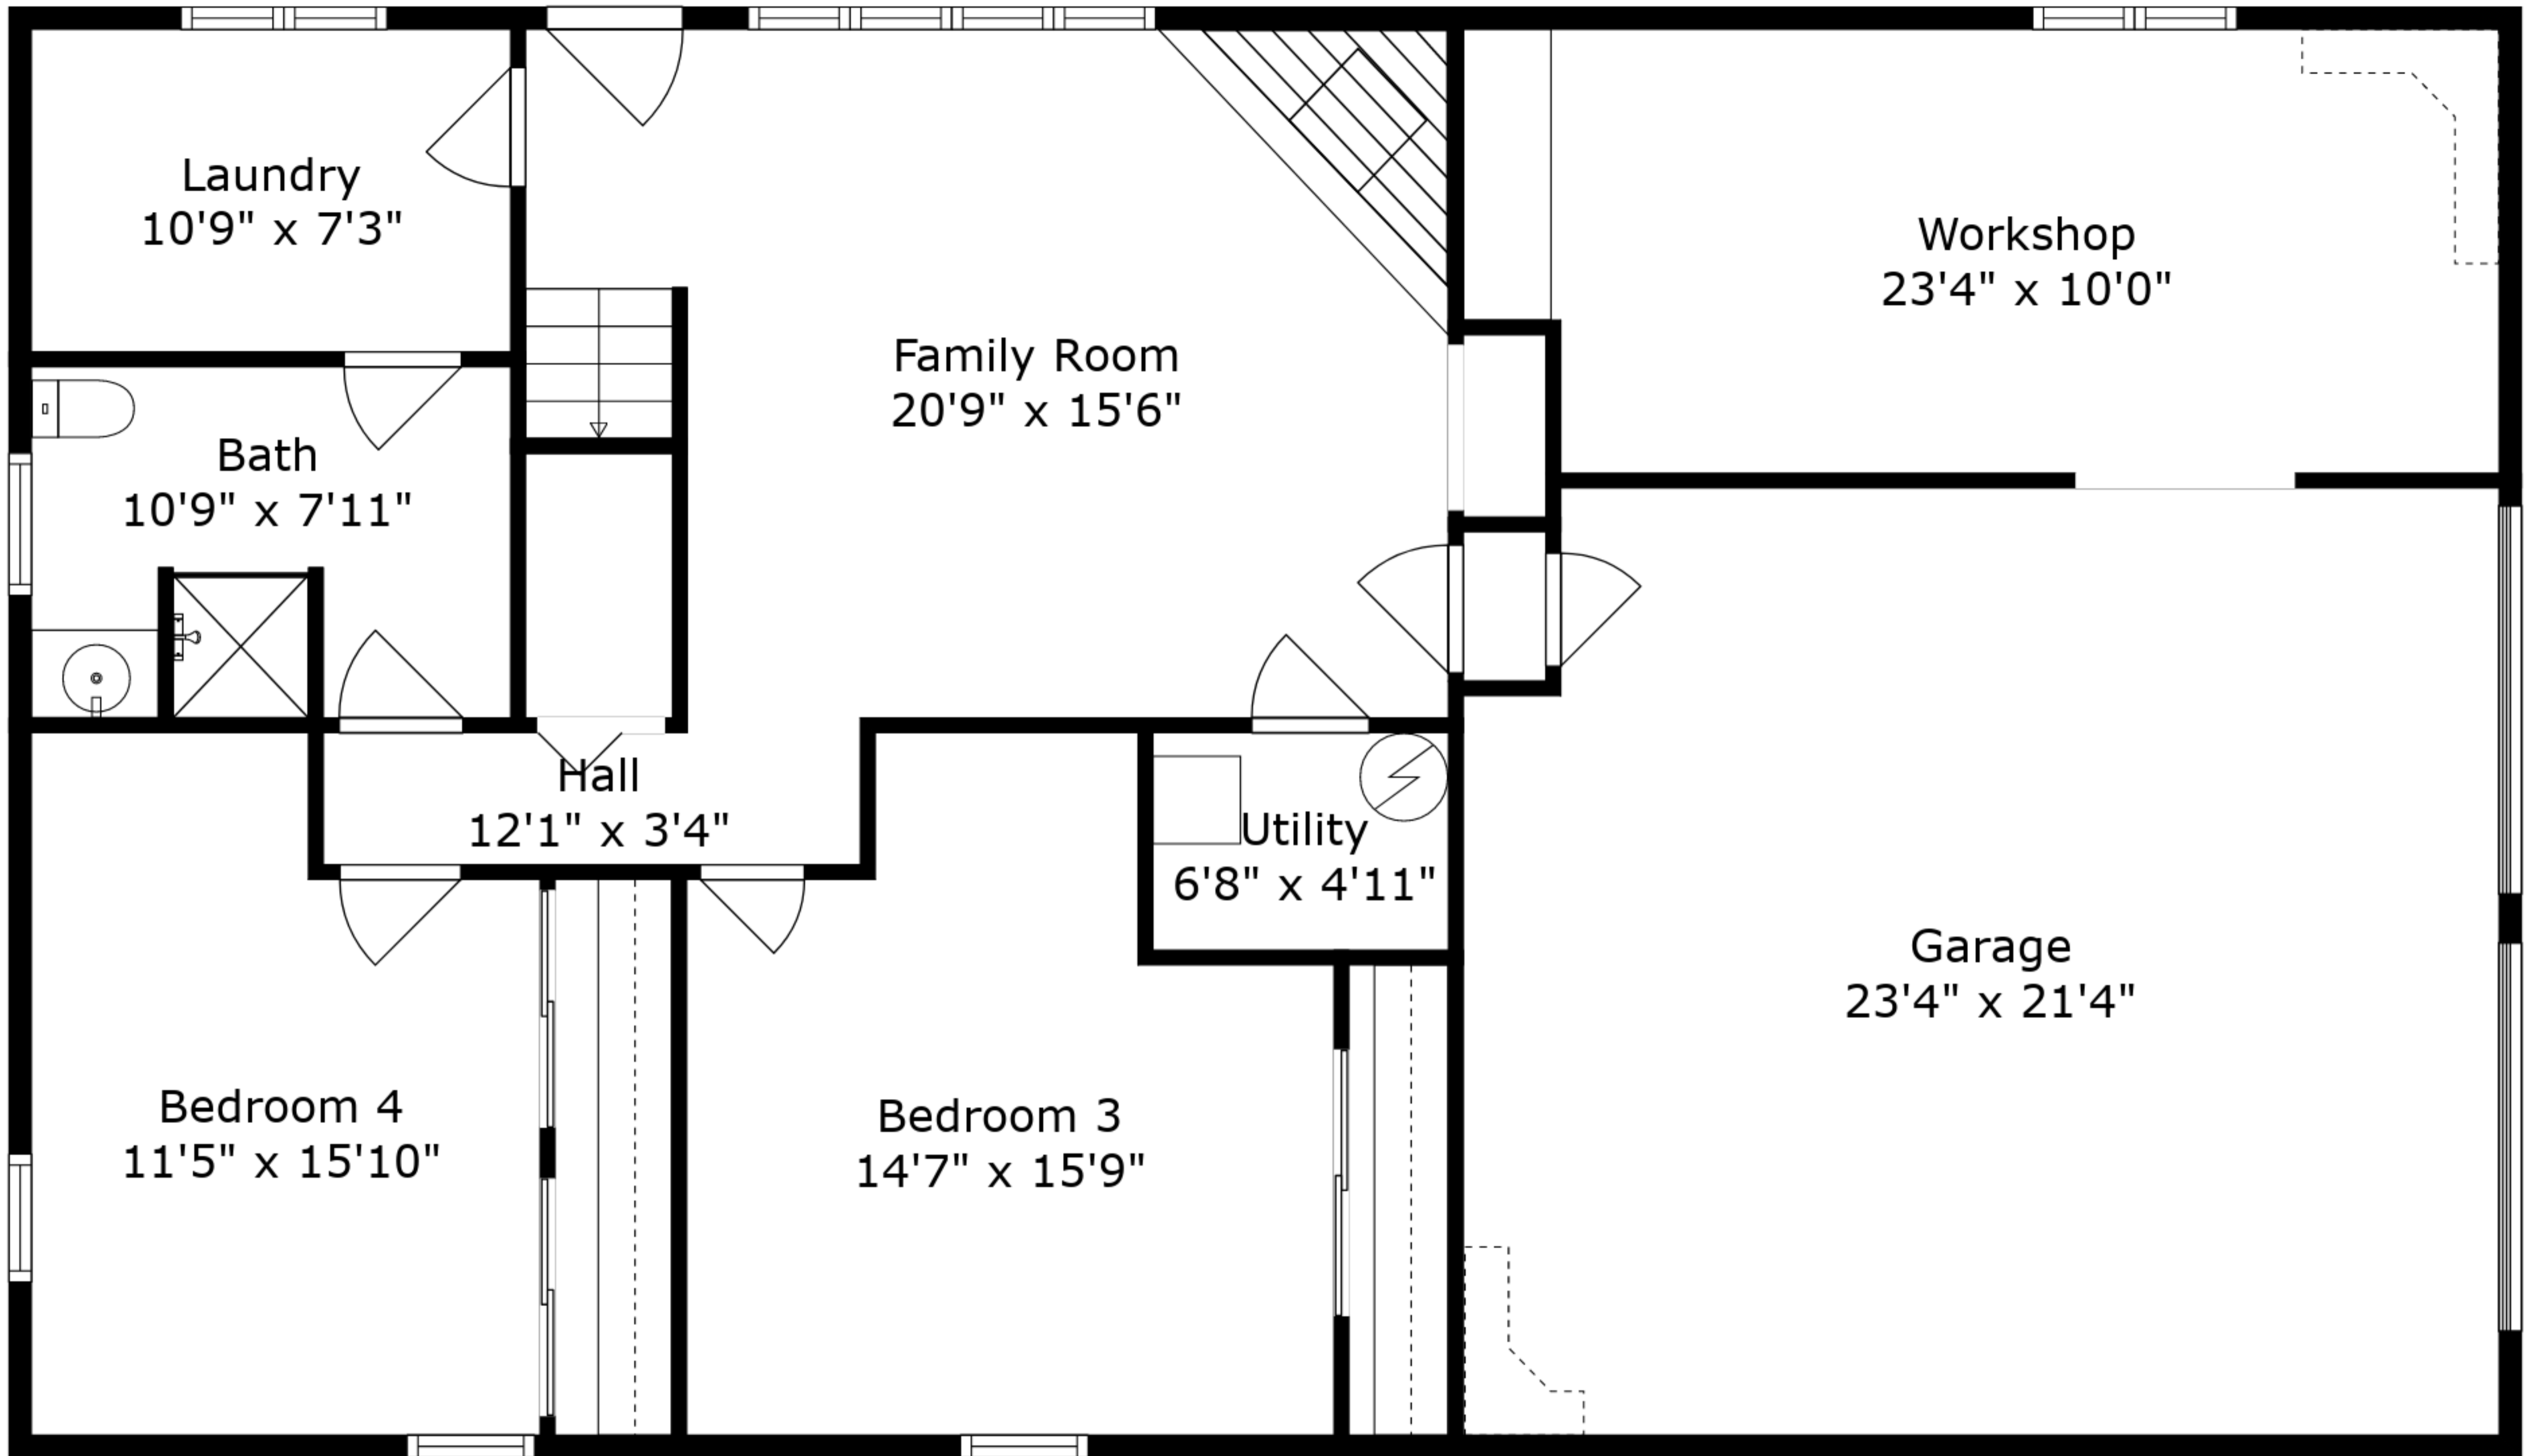 Laundry
10'9" x 7'3"
Workshop
23'4" x 10'0"
Family Room
20'9" x 15'6"
Bath
10'9" x 7'11"
Hall
12'1" x 3'4"
Utility
6'8" x 4'11"
Garage
23'4" x 21'4"
Bedroom 4
11'5" x 15'10"
Bedroom 3
14'7" x 15'9"